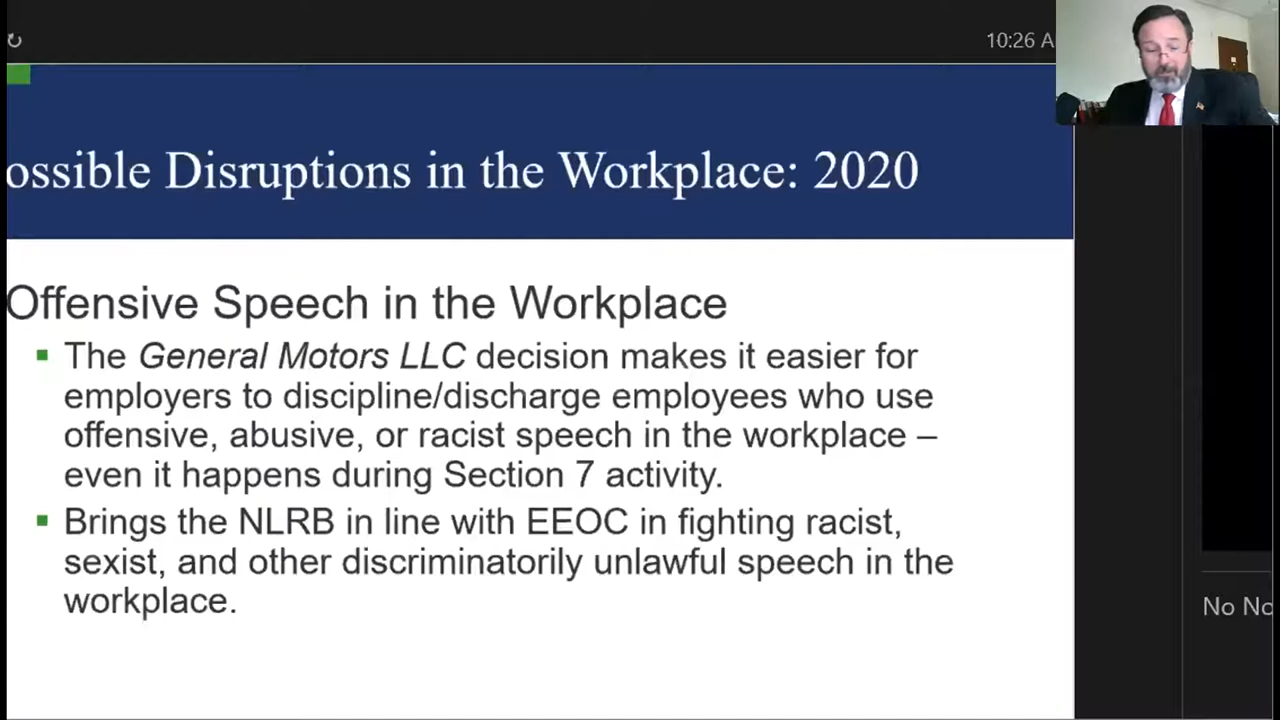 10:26 A
ossible Disruptions in the Workplace: 2020
Offensive Speech in the Workplace
The General Motors LLC decision makes it easier for
employers to discipline/discharge employees who use
offensive, abusive, or racist speech in the workplace –
even it happens during Section 7 activity.
Brings the NLRB in line with EEOC in fighting racist,
sexist, and other discriminatorily unlawful speech in the
workplace.
No No